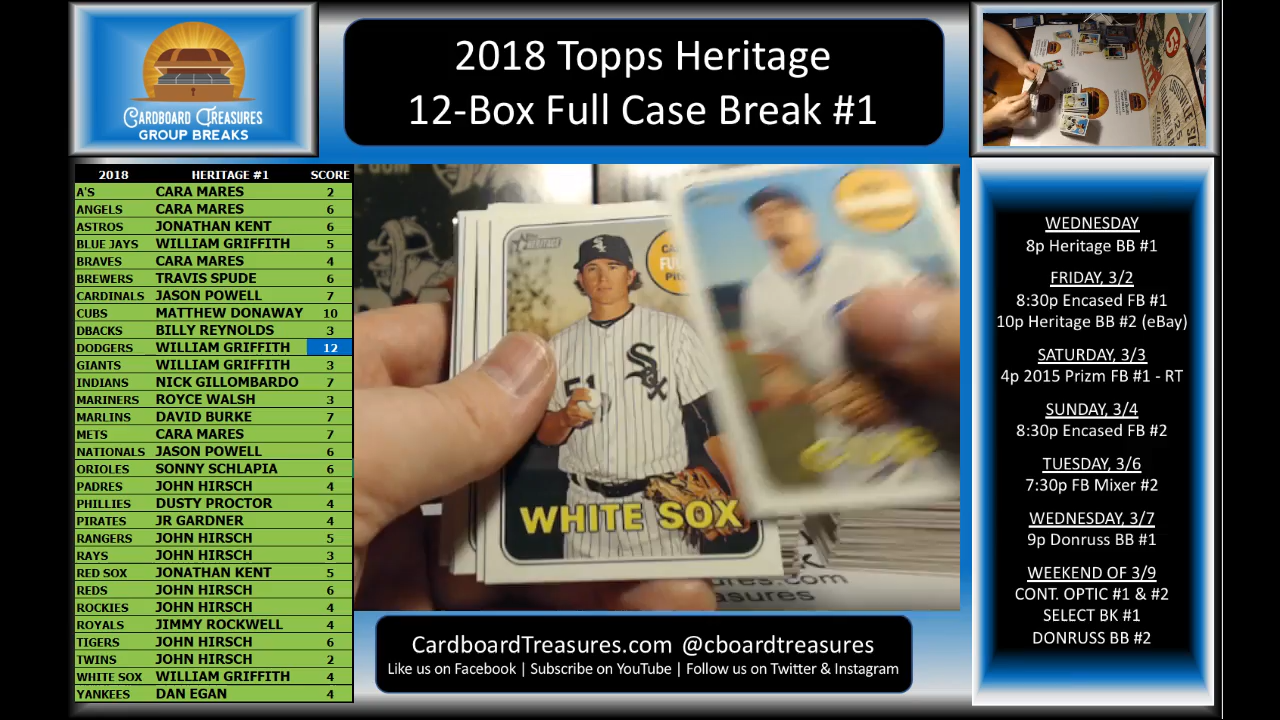 CARDBOARD TREASURES
GROUP BREAKS
2018 Topps Heritage
12-Box Full Case Break #1
2018 HERITAGE #1 SCORE
A'S CARA MARES 2
ANGELS CARA MARES 4
ASTROS JONATHAN KENT 6
BLUE JAYS WILLIAM GRIFFITH 5
BRAVES CARA MARES 4
BREWERS TRAVIS SPUDE 6
CARDINALS JASON POWELL 7
CUBS MATTHEW DONAWAY 10
DBACKS BILLY REYNOLDS 3
DODGERS WILLIAM GRIFFITH 12
GIANTS WILLIAM GRIFFITH 3
INDIANS NICK GILLOMBARDO 7
MARINERS ROYCE WALSH 3
MARLINS DAVID BURKE 7
METS CARA MARES 7
NATIONALS JASON POWELL 6
ORIOLES SONNY SCHLAPIA 6
PADRES JOHN HIRSCH 4
PHILLIES DUSTY PROCTOR 4
PIRATES JR GARDNER 4
RANGERS JOHN HIRSCH 5
RAYS JOHN HIRSCH 3
RED SOX JONATHAN KENT 5
REDS JOHN HIRSCH 6
ROCKIES JOHN HIRSCH 4
ROYALS JIMMY ROCKWELL 4
TIGERS JOHN HIRSCH 6
TWINS JOHN HIRSCH 2
WHITE SOX WILLIAM GRIFFITH 4
YANKEES DAN EGAN 4
HERITAGE
SOX
51
WHITE SOX
CardboardTreasures.com @cboardtreasures
Like us on Facebook | Subscribe on YouTube | Follow us on Twitter & Instagram
WEDNESDAY
8p Heritage BB #1
FRIDAY, 3/2
8:30p Encased FB #1
10p Heritage BB #2 (eBay)
SATURDAY, 3/3
4p 2015 Prizm FB #1 - RT
SUNDAY, 3/4
8:30p Encased FB #2
TUESDAY, 3/6
7:30p FB Mixer #2
WEDNESDAY, 3/7
9p Donruss BB #1
WEEKEND OF 3/9
CONT. OPTIC #1 & #2
SELECT BK #1
DONRUSS BB #2